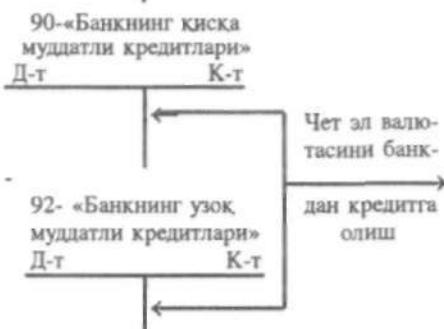 90-«Банкнинг қисқа
муддатли кредитлари»
Д-т К-т
Чет эл валю-
тасини банк-
дан кредитга
олиш
92- «Банкнинг узоқ
муддатли кредитлари»
Д-т К-т